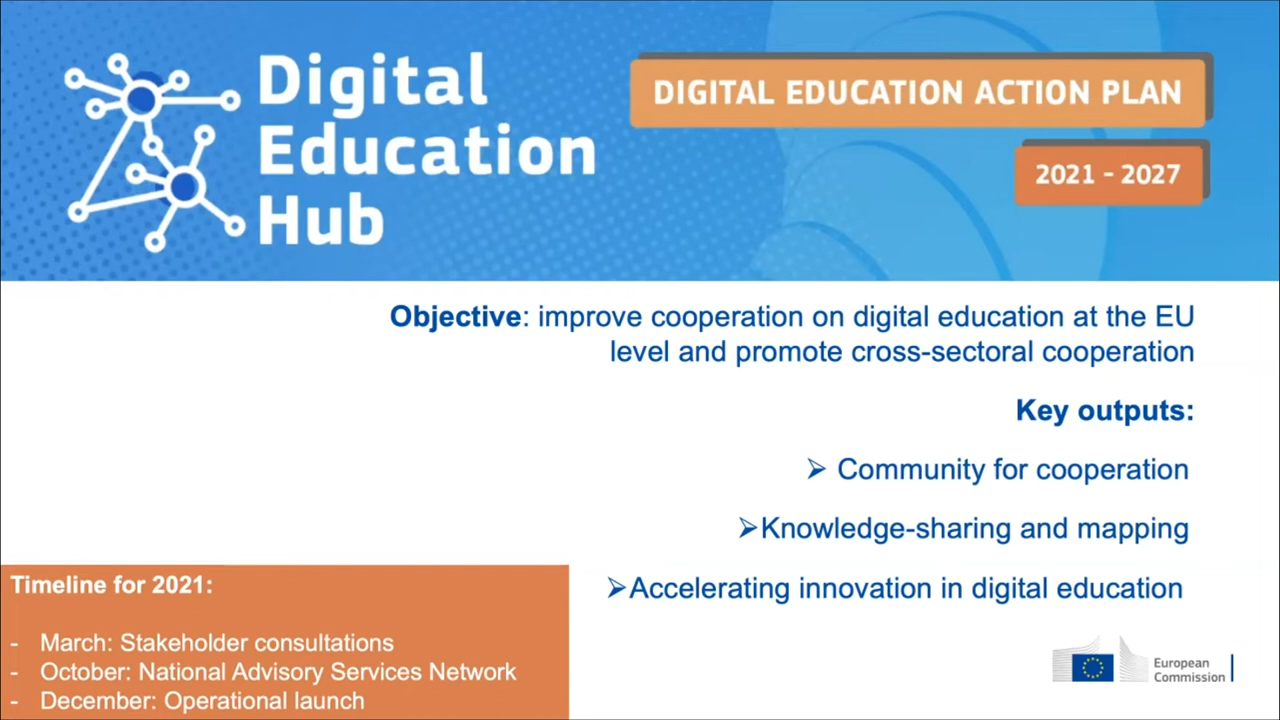 Digital
Education
Hub
DIGITAL EDUCATION ACTION PLAN
2021 - 2027
Objective: improve cooperation on digital education at the EU
level and promote cross-sectoral cooperation
Key outputs:
➢ Community for cooperation
➢Knowledge-sharing and mapping
➢Accelerating innovation in digital education
Timeline for 2021:
- March: Stakeholder consultations
- October: National Advisory Services Network
- December: Operational launch
European
Commission